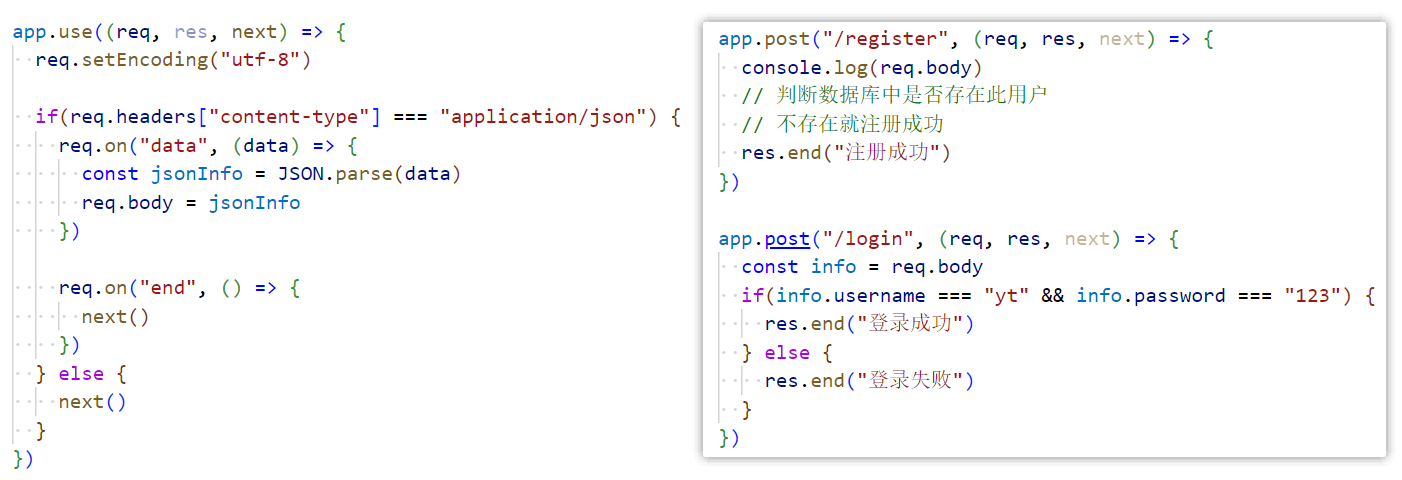 app.use((req, res, next) => {
  req.setEncoding("utf-8")

  if(req.headers["content-type"] === "application/json") {
    req.on("data", (data) => {
      const jsonInfo = JSON.parse(data)
      req.body = jsonInfo
    })

    req.on("end", () => {
      next()
    })
  } else {
    next()
  }
})

app.post("/register", (req, res, next) => {
  console.log(req.body)
  // 判断数据库中是否存在此用户
  // 不存在就注册成功
  res.end("注册成功")
})

app.post("/login", (req, res, next) => {
  const info = req.body
  if(info.username === "yt" && info.password === "123") {
    res.end("登录成功")
  } else {
    res.end("登录失败")
  }
})